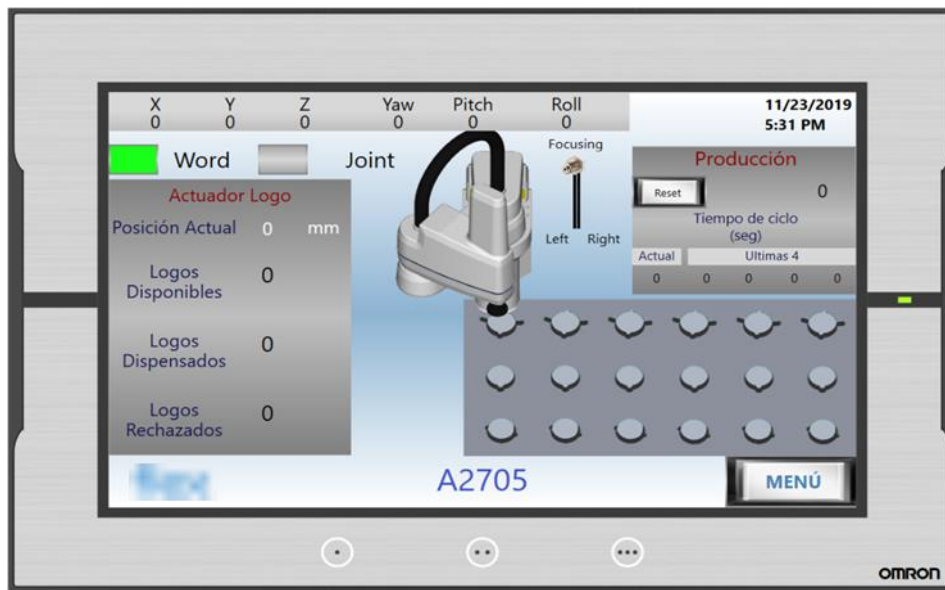 X Y Z Yaw Pitch Roll
0 0 0 0 0 0
11/23/2019
5:31 PM
Word Joint
Focusing
Left Right
Actuador Logo
Posición Actual 0 mm
Logos
Disponibles 0
Logos
Dispensados 0
Logos
Rechazados 0
Producción
Reset 0
Tiempo de ciclo
(seg)
Actual Ultimas 4
0 0 0 0 0
A2705
MENÚ
OMRON